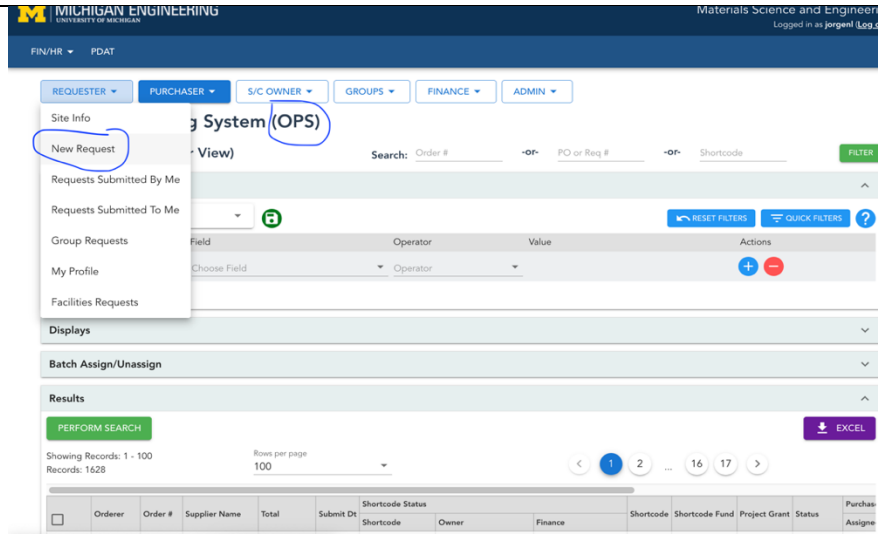 MICHIGAN ENGINEERING
UNIVERSITY OF MICHIGAN
Materials Science and Engineeri
Logged in as jorgenl (Log o
FIN/HR PDAT
REQUESTER PURCHASER S/C OWNER GROUPS FINANCE ADMIN
Site Info
New Request
Requests Submitted By Me
Requests Submitted To Me
Group Requests
My Profile
Facilities Requests
g System (OPS)
View)
Search: Order # -or- PO or Req # -or- Shortcode FILTER
RESET FILTERS QUICK FILTERS ?
Field Operator Value Actions
Choose Field Operator
Displays
Batch Assign/Unassign
Results
PERFORM SEARCH EXCEL
Showing Records: 1 - 100
Records: 1628
Rows per page
100
< 1 2 ... 16 17 >
Orderer Order # Supplier Name Total Submit Dt Shortcode Status Shortcode Shortcode Fund Project Grant Status Purchas
Shortcode Owner Finance Assigne